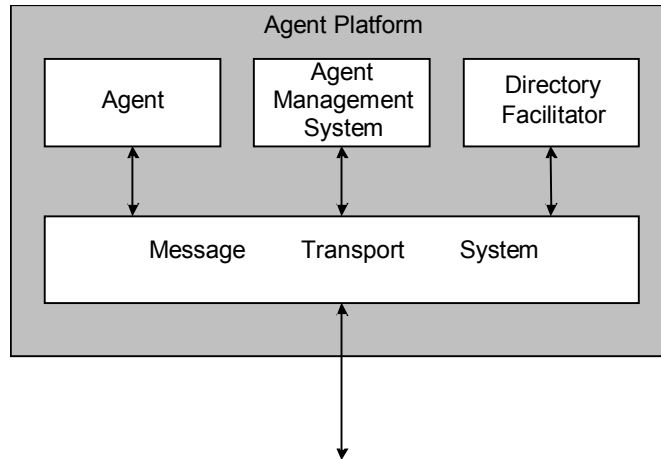 Agent Platform
Agent
Agent
Management
System
Directory
Facilitator
Message Transport System